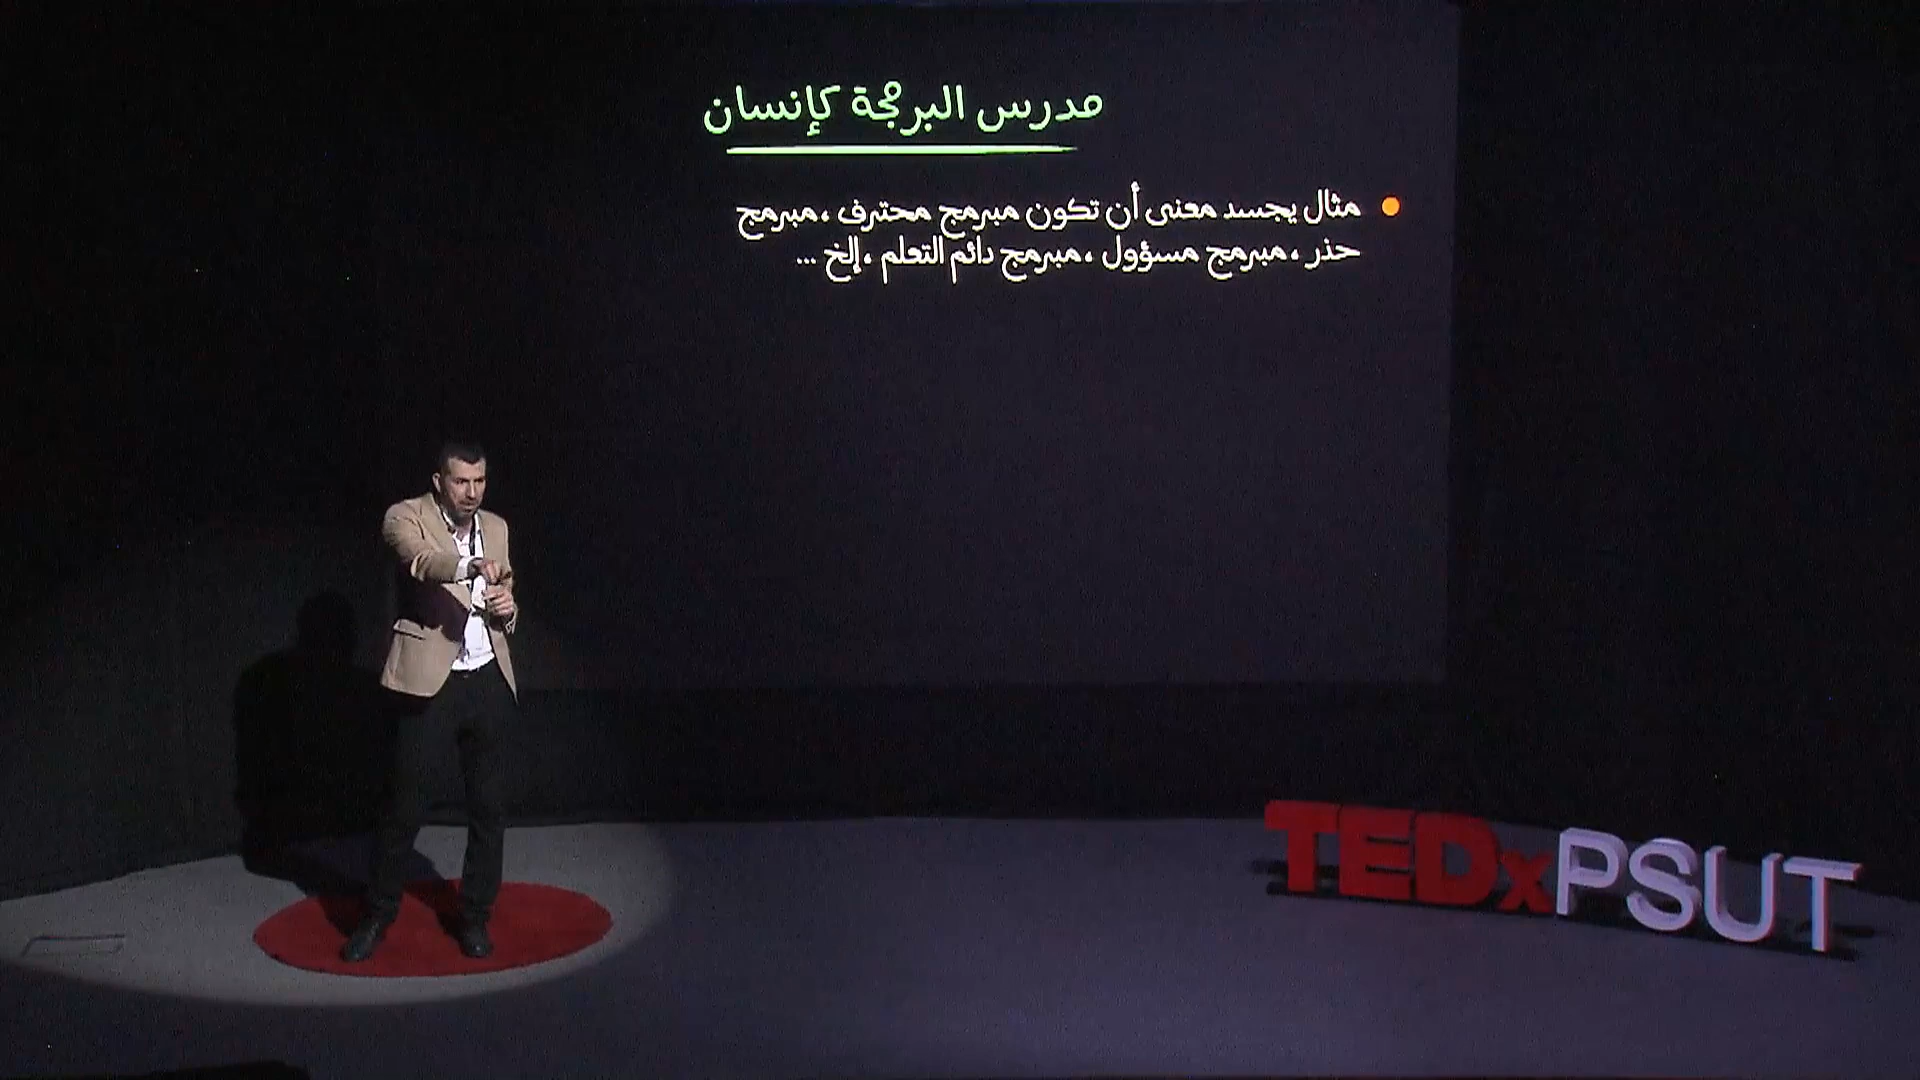 مدرس البرمجة كإنسان
مثال يجسد معنى أن تكون مبرمج محترف ، مبرمج
حذر ، مبرمج مسؤول ، مبرمج دائم التعلم ، إلخ ...
TEDxPSUT